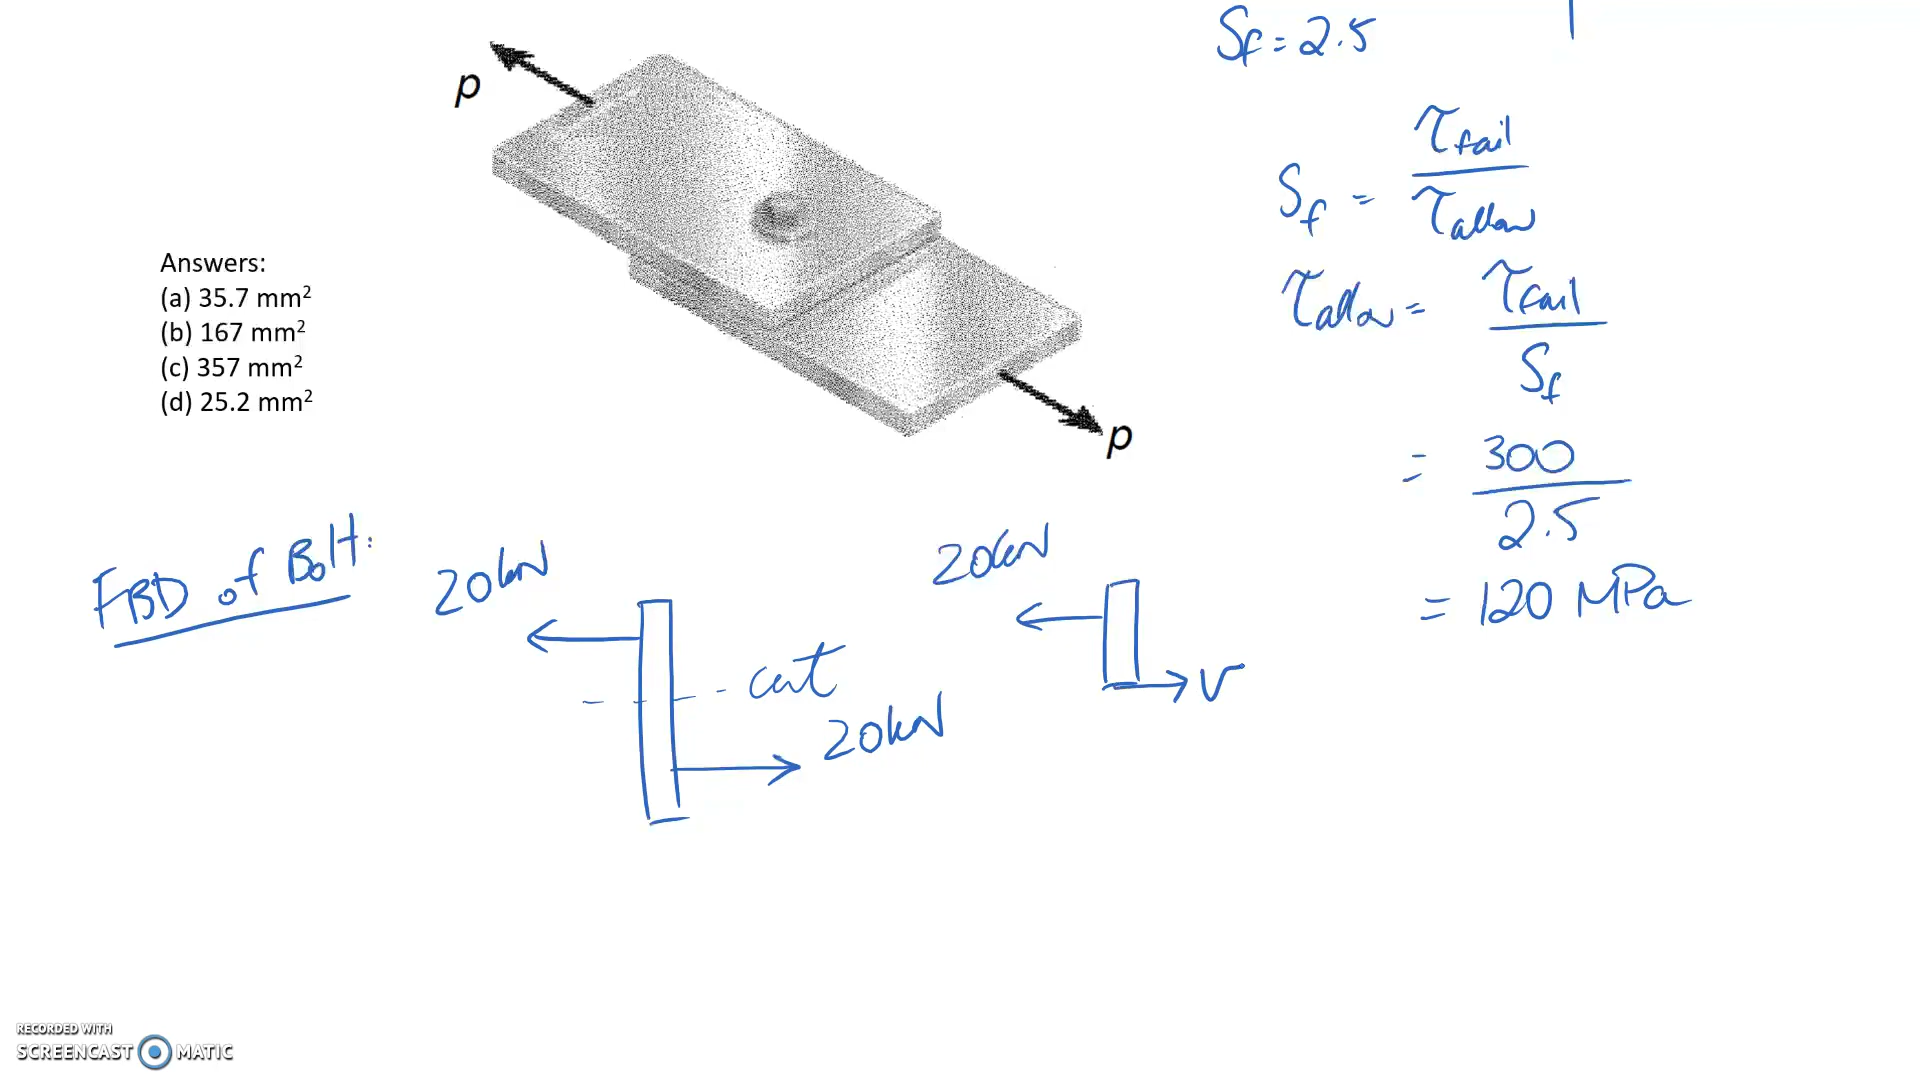 p
Answers:
(a) 35.7 mm²
(b) 167 mm²
(c) 357 mm²
(d) 25.2 mm²
p
Sf = 2.5
Sf = τfail / τallow
τallow = τfail / Sf
= 300 / 2.5
= 120 MPa
FBD of Bolt:
20kN
cut
20kN
20kN
V
RECORDED WITH
SCREENCAST MATIC